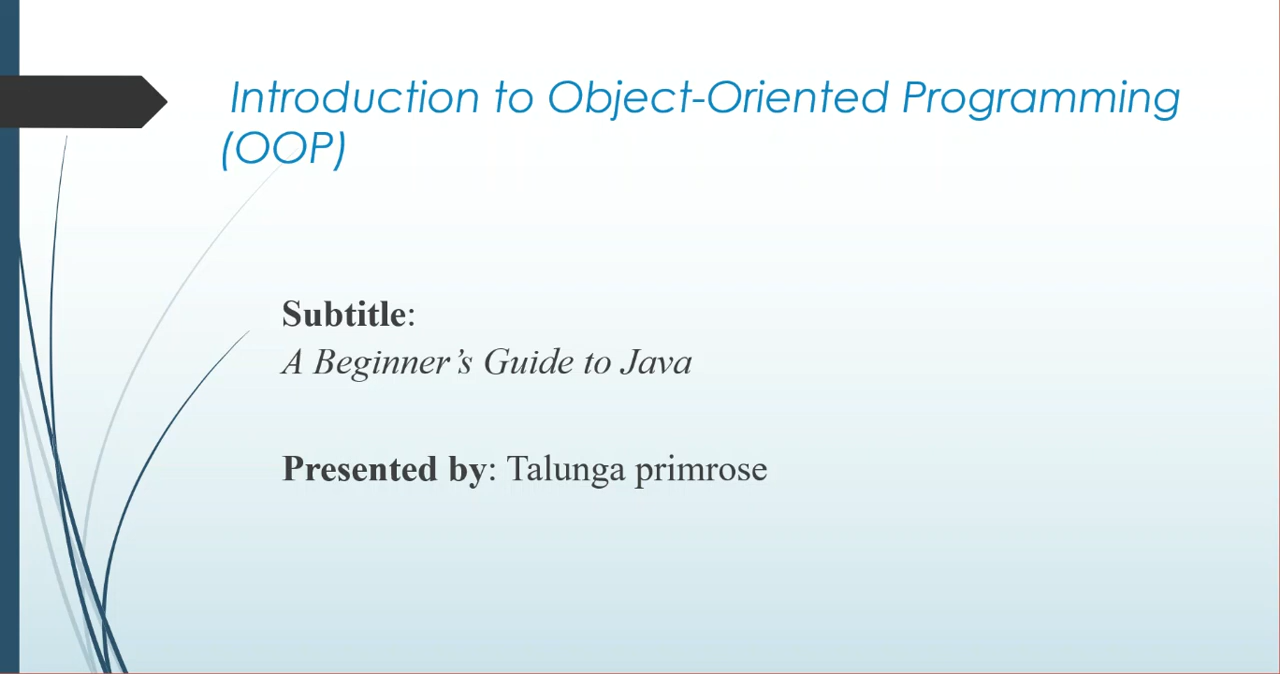 Introduction to Object-Oriented Programming
(OOP)
Subtitle:
A Beginner’s Guide to Java
Presented by: Talunga primrose